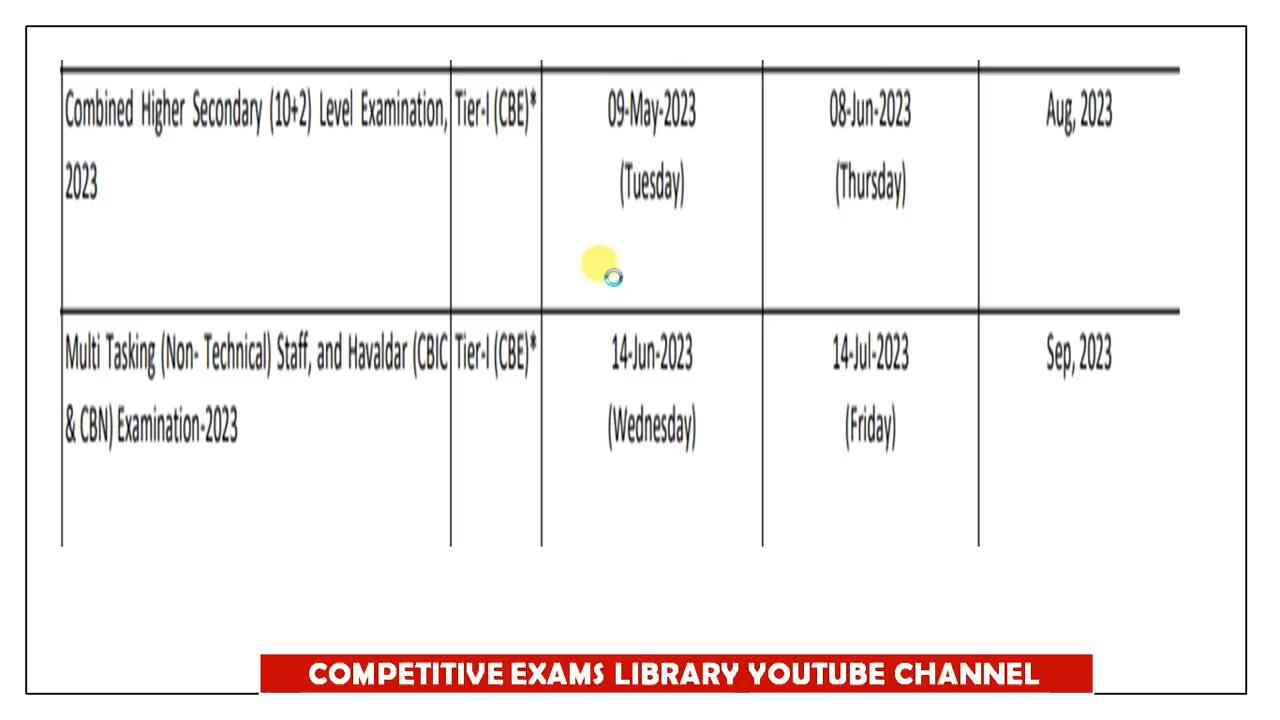 Combined Higher Secondary (10+2) Level Examination, Tier-I (CBE)* 09-May-2023 08-Jun-2023 Aug, 2023
2023 (Tuesday) (Thursday)
Multi Tasking (Non- Technical) Staff, and Havaldar (CBIC Tier-I (CBE)* 14-Jun-2023 14-Jul-2023 Sep, 2023
& CBN) Examination-2023 (Wednesday) (Friday)
COMPETITIVE EXAMS LIBRARY YOUTUBE CHANNEL